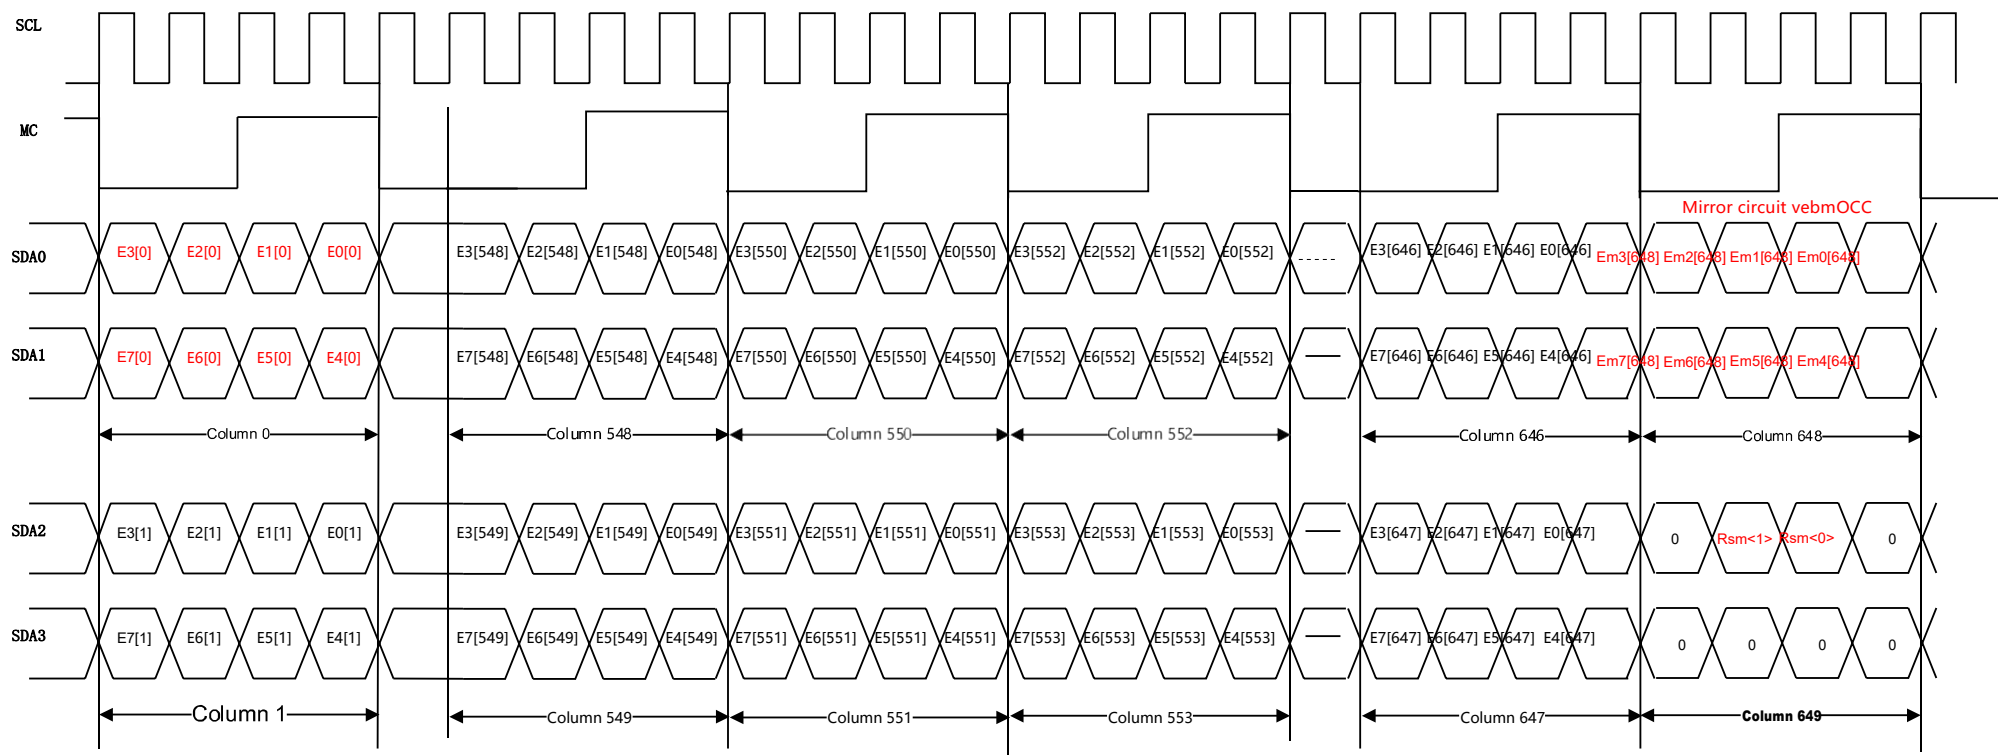 SCL
MC
Mirror circuit vebmOCC
SDA0 E3[0] E2[0] E1[0] E0[0] E3[548] E2[548] E1[548] E0[548] E3[550] E2[550] E1[550] E0[550] E3[552] E2[552] E1[552] E0[552] ----- E3[646] E2[646] E1[646] E0[646] Em3[648] Em2[648] Em1[648] Em0[648]
SDA1 E7[0] E6[0] E5[0] E4[0] E7[548] E6[548] E5[548] E4[548] E7[550] E6[550] E5[550] E4[550] E7[552] E6[552] E5[552] E4[552] E7[646] E6[646] E5[646] E4[646] Em7[648] Em6[648] Em5[648] Em4[648]
Column 0 Column 548 Column 550 Column 552 Column 646 Column 648
SDA2 E3[1] E2[1] E1[1] E0[1] E3[549] E2[549] E1[549] E0[549] E3[551] E2[551] E1[551] E0[551] E3[553] E2[553] E1[553] E0[553] E3[647] E2[647] E1[647] E0[647] 0 Rsm<1> Rsm<0> 0
SDA3 E7[1] E6[1] E5[1] E4[1] E7[549] E6[549] E5[549] E4[549] E7[551] E6[551] E5[551] E4[551] E7[553] E6[553] E5[553] E4[553] E7[647] E6[647] E5[647] E4[647] 0 0 0 0
Column 1 Column 549 Column 551 Column 553 Column 647 Column 649